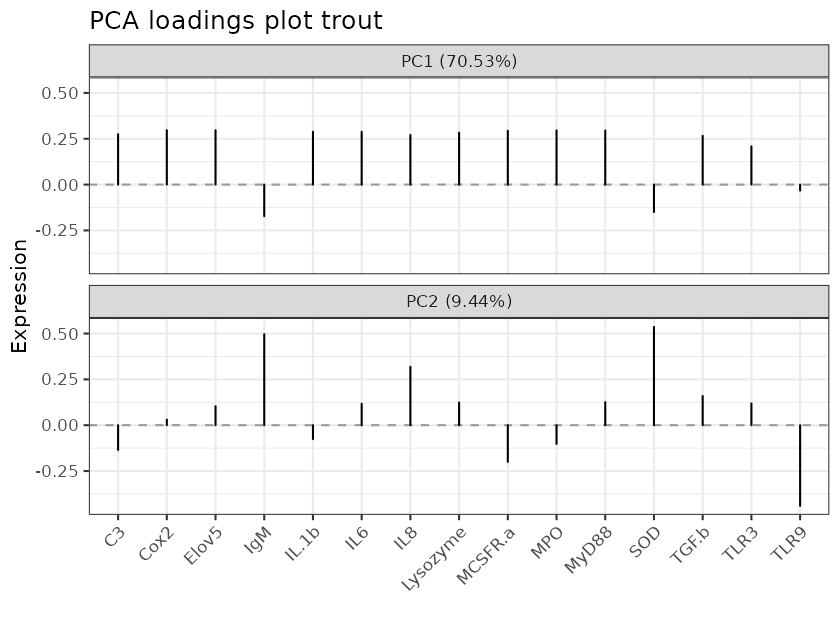 PCA loadings plot trout
PC1 (70.53%)
0.50
0.25
0.00
-0.25
PC2 (9.44%)
0.50
0.25
0.00
-0.25
Expression
C3
Cox2
Elov5
IgM
IL.1b
IL6
IL8
Lysozyme
MCSFR.a
MPO
MyD88
SOD
TGF.b
TLR3
TLR9